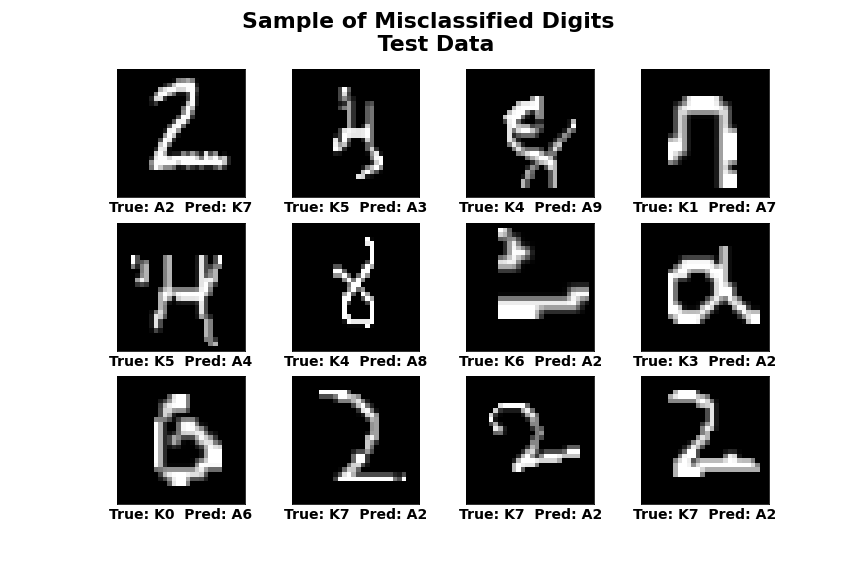 Sample of Misclassified Digits
Test Data
True: A2 Pred: K7
True: K5 Pred: A3
True: K4 Pred: A9
True: K1 Pred: A7
True: K5 Pred: A4
True: K4 Pred: A8
True: K6 Pred: A2
True: K3 Pred: A2
True: K0 Pred: A6
True: K7 Pred: A2
True: K7 Pred: A2
True: K7 Pred: A2